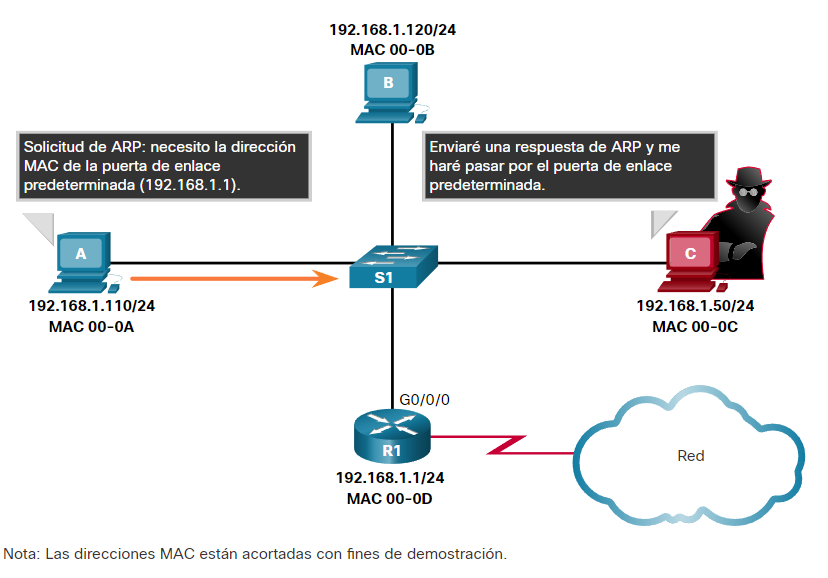 192.168.1.120/24
MAC 00-0B
B
Solicitud de ARP: necesito la dirección
MAC de la puerta de enlace
predeterminada (192.168.1.1).
Enviaré una respuesta de ARP y me
haré pasar por el puerta de enlace
predeterminada.
A
S1
C
192.168.1.110/24
MAC 00-0A
192.168.1.50/24
MAC 00-0C
G0/0/0
R1
Red
192.168.1.1/24
MAC 00-0D
Nota: Las direcciones MAC están acortadas con fines de demostración.